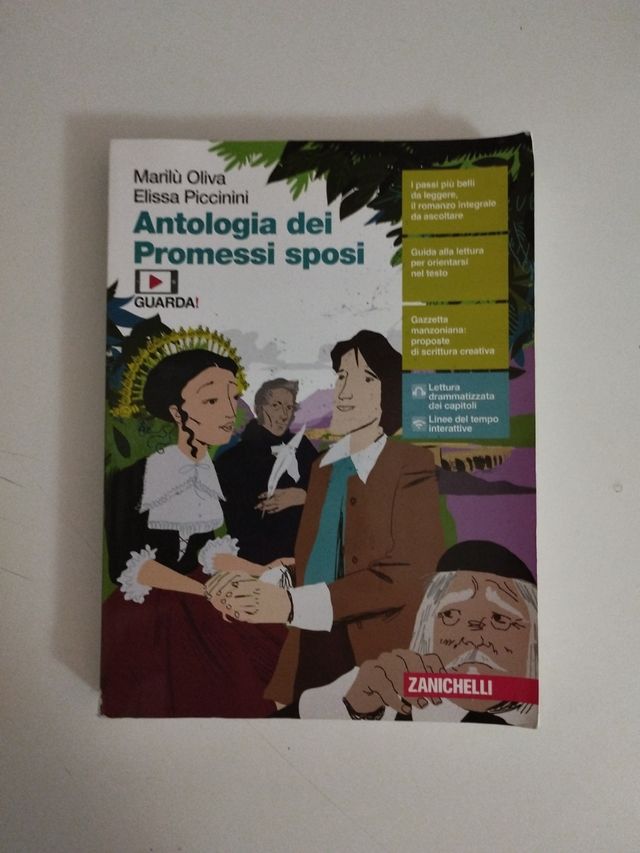 Marilù Oliva
Elissa Piccinini
Antologia dei
Promessi sposi
GUARDA!
I passi più belli
da leggere,
il romanzo integrale
da ascoltare
Guida alla lettura
per orientarsi
nel testo
Gazzetta
manzoniana:
proposte
di scrittura creativa
Lettura
drammatizzata
dei capitoli
Linee del tempo
interattive
ZANICHELLI